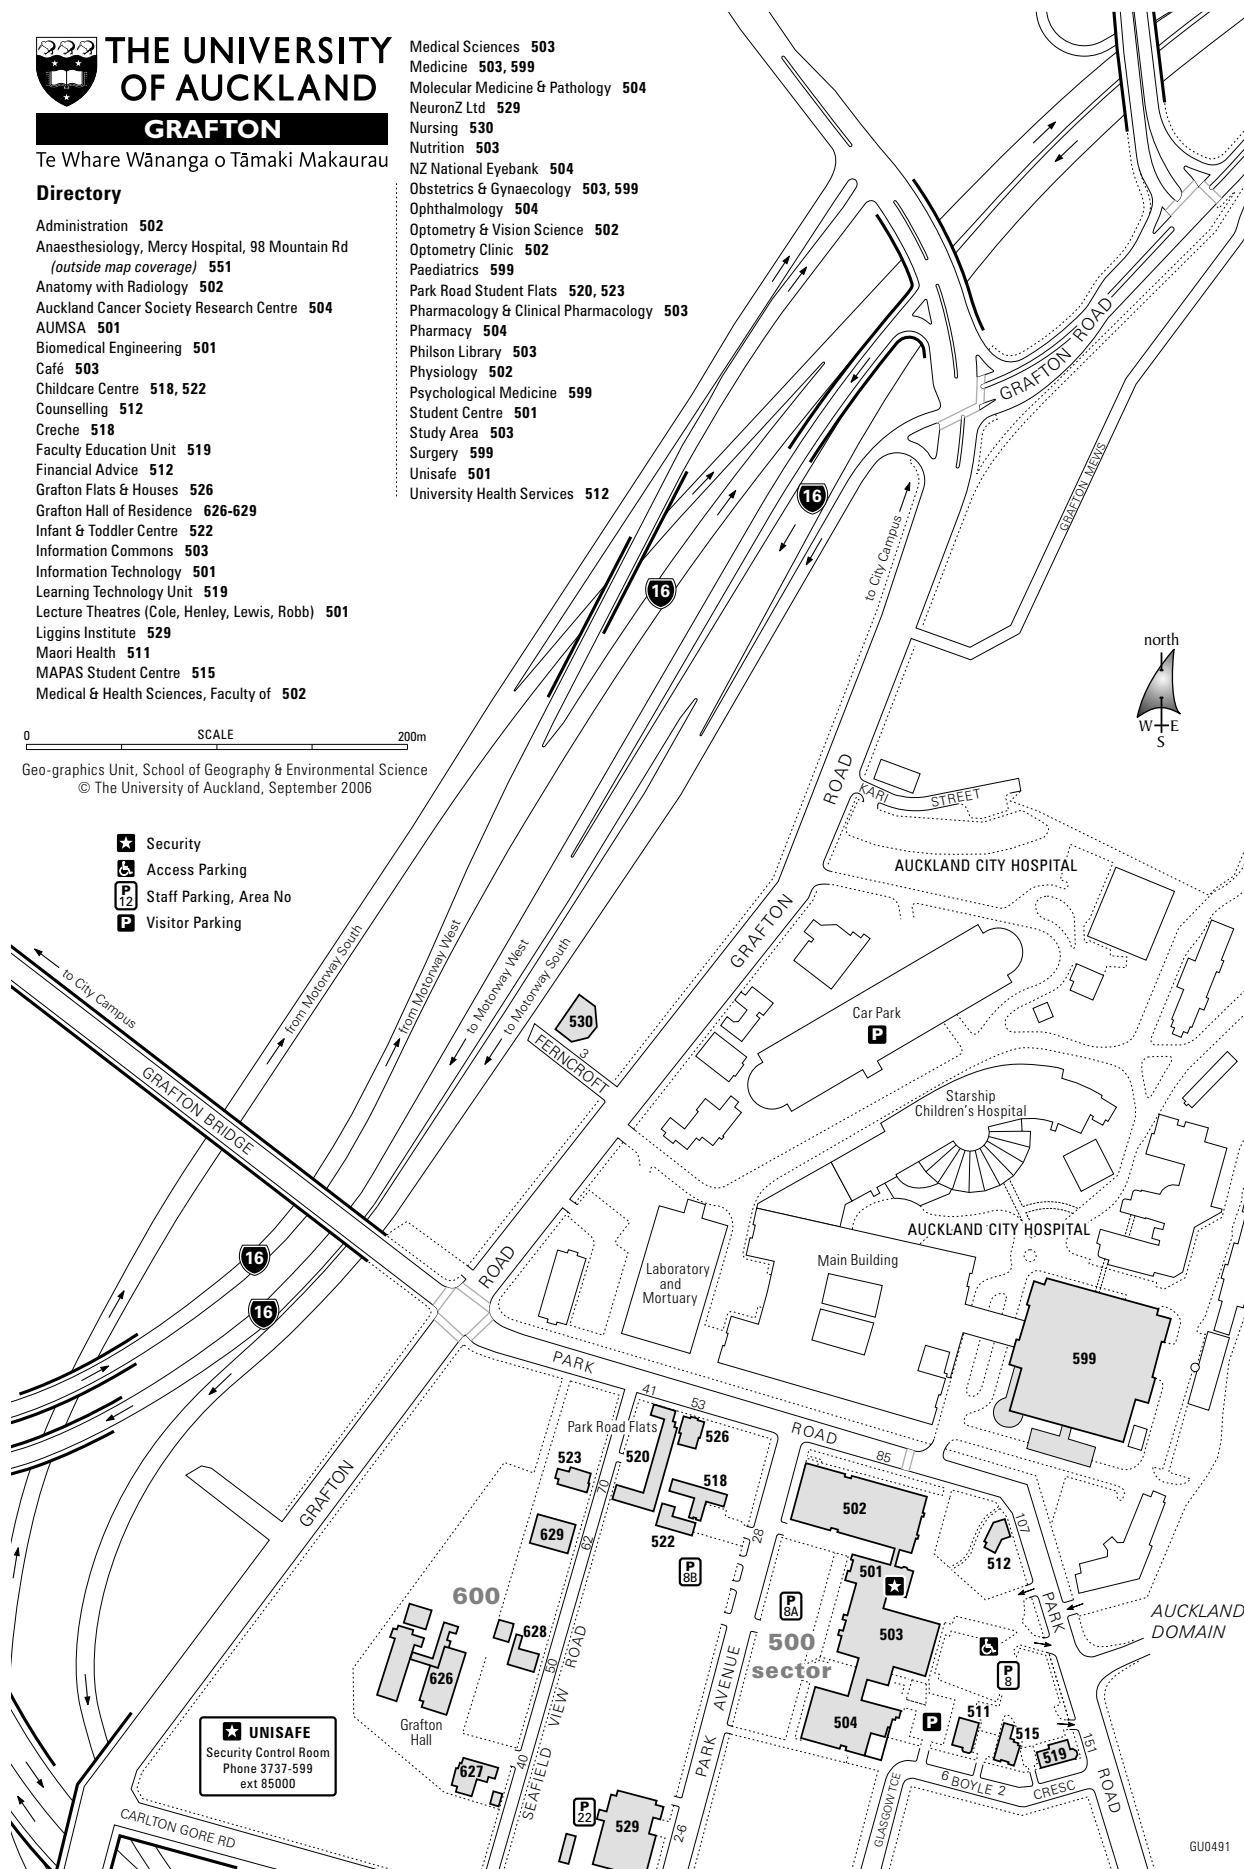 THE UNIVERSITY
OF AUCKLAND
GRAFTON
Te Whare Wānanga o Tāmaki Makaurau
Directory
Administration 502
Anaesthesiology, Mercy Hospital, 98 Mountain Rd
(outside map coverage) 551
Anatomy with Radiology 502
Auckland Cancer Society Research Centre 504
AUMSA 501
Biomedical Engineering 501
Café 503
Childcare Centre 518, 522
Counselling 512
Creche 518
Faculty Education Unit 519
Financial Advice 512
Grafton Flats & Houses 526
Grafton Hall of Residence 626-629
Infant & Toddler Centre 522
Information Commons 503
Information Technology 501
Learning Technology Unit 519
Lecture Theatres (Cole, Henley, Lewis, Robb) 501
Liggins Institute 529
Maori Health 511
MAPAS Student Centre 515
Medical & Health Sciences, Faculty of 502
Medical Sciences 503
Medicine 503, 599
Molecular Medicine & Pathology 504
NeuronZ Ltd 529
Nursing 530
Nutrition 503
NZ National Eyebank 504
Obstetrics & Gynaecology 503, 599
Ophthalmology 504
Optometry & Vision Science 502
Optometry Clinic 502
Paediatrics 599
Park Road Student Flats 520, 523
Pharmacology & Clinical Pharmacology 503
Pharmacy 504
Philson Library 503
Physiology 502
Psychological Medicine 599
Student Centre 501
Study Area 503
Surgery 599
Unisafe 501
University Health Services 512
0 SCALE 200m
Geo-graphics Unit, School of Geography & Environmental Science
© The University of Auckland, September 2006
Security
Access Parking
P 12 Staff Parking, Area No
P Visitor Parking
GRAFTON ROAD
GRAFTON MEWS
16
16
to City Campus
north
W E
S
ROAD
KARI STREET
AUCKLAND CITY HOSPITAL
GRAFTON
from Motorway South
from Motorway West
to Motorway West
to Motorway South
to City Campus
GRAFTON BRIDGE
530
3
FERNCROFT
Car Park
P
Starship
Children's Hospital
AUCKLAND CITY HOSPITAL
Main Building
Laboratory
and
Mortuary
16
16
ROAD
599
PARK
41
53
ROAD
85
Park Road Flats
526
523
520
518
70
522
502
629
62
28
P
8B
107
512
501
P
8A
600
500
sector
503
PARK
AUCKLAND
DOMAIN
628
626
50
ROAD
P
8
Grafton
Hall
AVENUE
504
P
511
515
519
151
UNISAFE
Security Control Room
Phone 3737-599
ext 85000
627
40
VIEW
SEAFIELD
PARK
6 BOYLE 2
CRESC
ROAD
GRAFTON
CARLTON GORE RD
P
22
529
2-6
GLASGOW TCE
GU0491